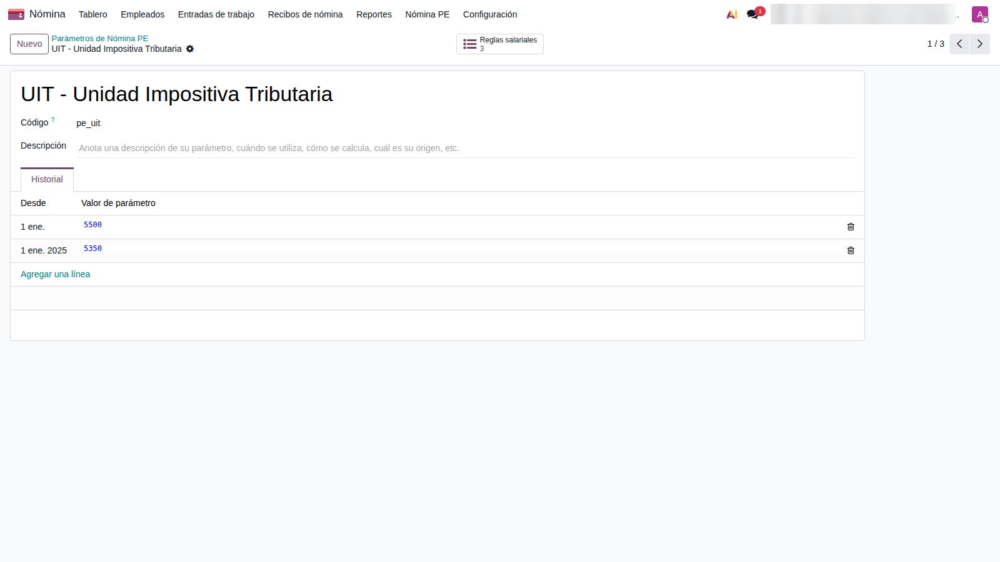 Nómina Tablero Empleados Entradas de trabajo Recibos de nómina Reportes Nómina PE Configuración AI 1 A
Nuevo
Parámetros de Nómina PE
UIT - Unidad Impositiva Tributaria
Reglas salariales
3
1 / 3
UIT - Unidad Impositiva Tributaria
Código ? pe_uit
Descripción Anota una descripción de su parámetro, cuándo se utiliza, cómo se calcula, cuál es su origen, etc.
Historial
Desde Valor de parámetro
1 ene. 5500
1 ene. 2025 5350
Agregar una línea